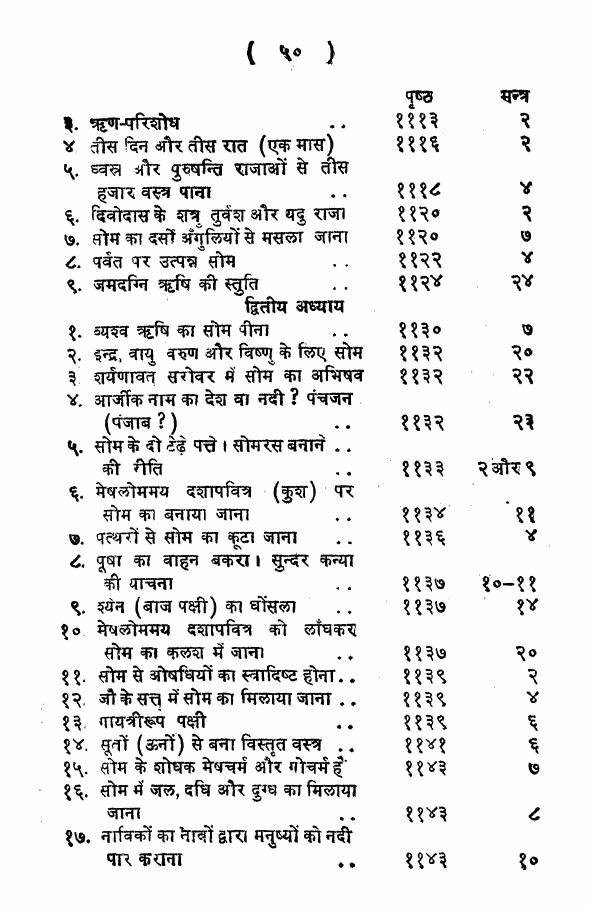 ( ५० )
पृष्ठ मन्त्र
३. ऋण-परिशोध .. १११३ २
४ तीस दिन और तीस रात (एक मास) १११६ २
५. ध्वस्न और पुरुषन्ति राजाओं से तीस
हजार वस्त्र पाना .. १११८ ४
६. दिवोदास के शत्रु तुर्वश और यदु राजा ११२० २
७. सोम का दसों अँगुलियों से मसला जाना ११२० ७
८. पर्वत पर उत्पन्न सोम .. ११२२ ४
९. जमदग्नि ऋषि की स्तुति .. ११२४ २४
द्वितीय अध्याय
१. व्यश्व ऋषि का सोम पीना .. ११३० ७
२. इन्द्र, वायु वरुण और विष्णु के लिए सोम ११३२ २०
३ शर्यणावत सरोवर में सोम का अभिषव ११३२ २२
४. आर्जीक नाम का देश वा नदी ? पंचजन
(पंजाब ?) .. ११३२ २३
५. सोम के दो टेढ़े पत्ते । सोमरस बनाने ..
की रीति .. ११३३ २ और ९
६. मेषलोममय दशापवित्र (कुश) पर
सोम का बनाया जाना .. ११३४ ११
७. पत्थरों से सोम का कूटा जाना .. ११३६ ४
८. पूषा का वाहन बकरा । सुन्दर कन्या
की याचना .. ११३७ १०-११
९. श्येन (बाज पक्षी) का घोंसला .. ११३७ १४
१० मेषलोममय दशापवित्र को लाँघकर
सोम का कलश में जाना .. ११३७ २०
११. सोम से ओषधियों का स्वादिष्ट होना .. ११३९ २
१२. जौ के सत्तू में सोम का मिलाया जाना .. ११३९ ४
१३. गायत्रीरूप पक्षी .. ११३९ ६
१४. सूतों (ऊनों) से बना विस्तृत वस्त्र .. ११४१ ६
१५. सोम के शोधक मेषचर्म और गोचर्म हैं ११४३ ७
१६. सोम में जल, दधि और दुग्ध का मिलाया
जाना .. ११४३ ८
१७. नाविकों का नावों द्वारा मनुष्यों को नदी
पार कराना .. ११४३ १०